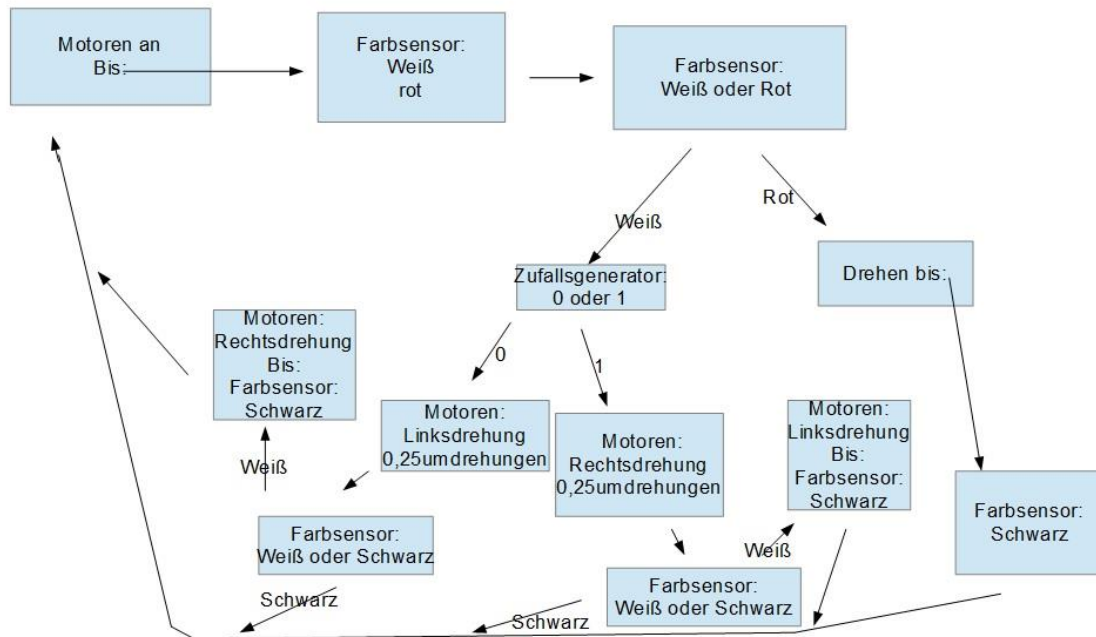 Motoren an
Bis:
Farbsensor:
Weiß
rot
Farbsensor:
Weiß oder Rot
Weiß
Rot
Zufallsgenerator:
0 oder 1
Drehen bis:
0
1
Motoren:
Rechtsdrehung
Bis:
Farbsensor:
Schwarz
Motoren:
Linksdrehung
0,25umdrehungen
Motoren:
Rechtsdrehung
0,25umdrehungen
Motoren:
Linksdrehung
Bis:
Farbsensor:
Schwarz
Weiß
Farbsensor:
Weiß oder Schwarz
Weiß
Farbsensor:
Schwarz
Schwarz
Farbsensor:
Weiß oder Schwarz
Schwarz